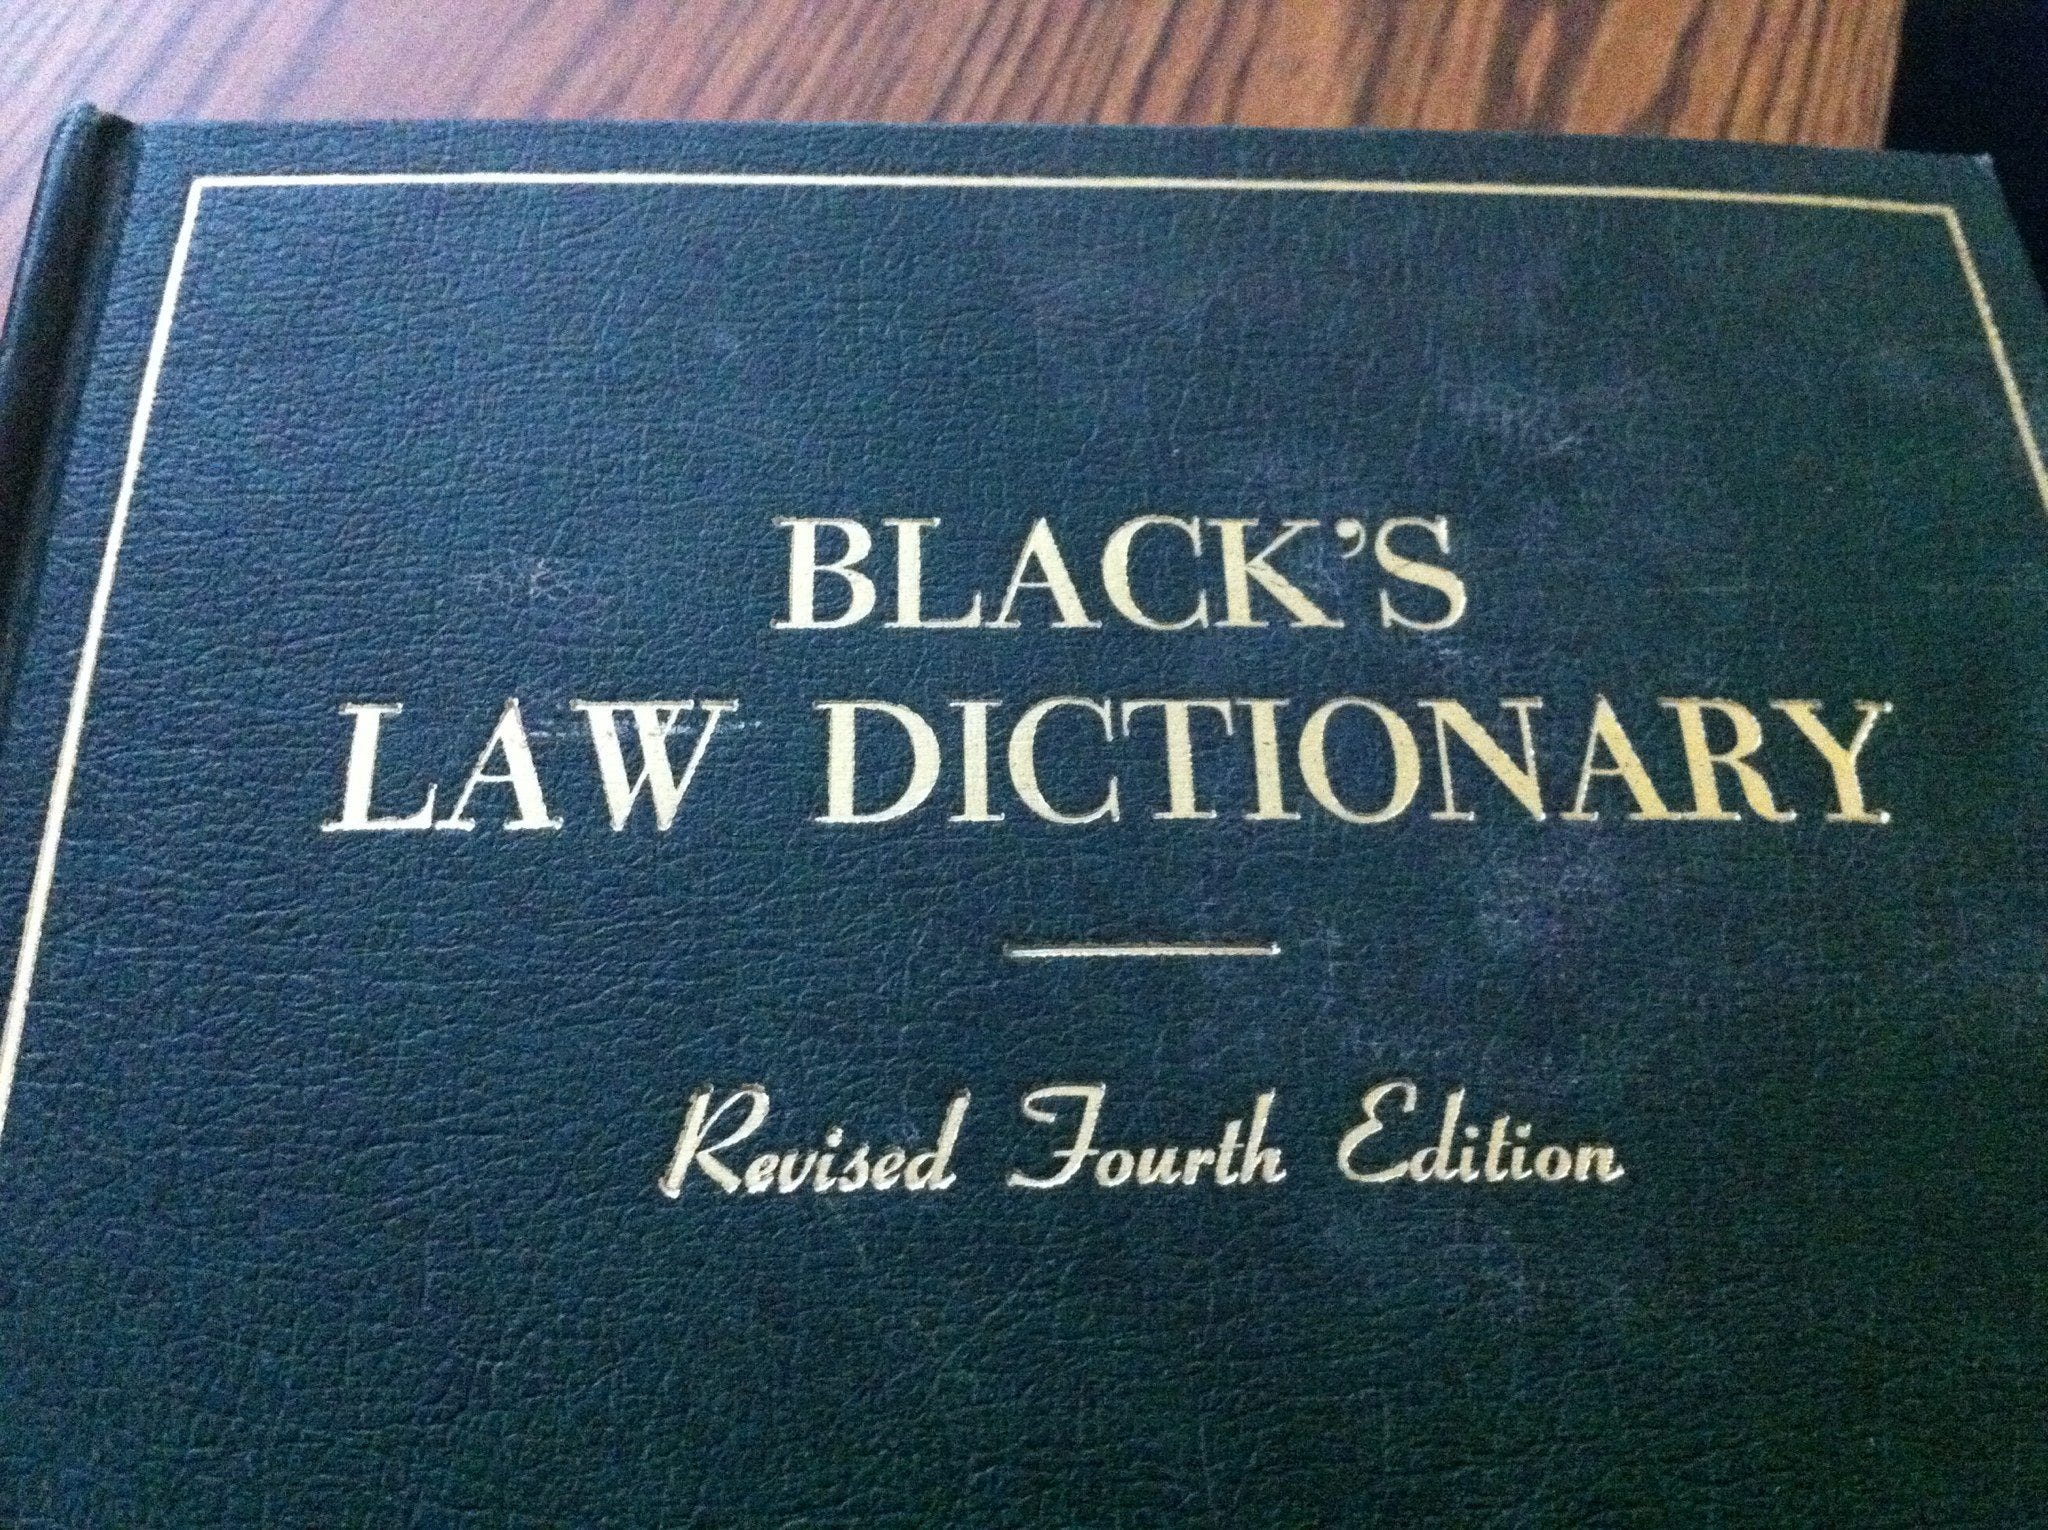 BLACK’S
LAW DICTIONARY
Revised Fourth Edition